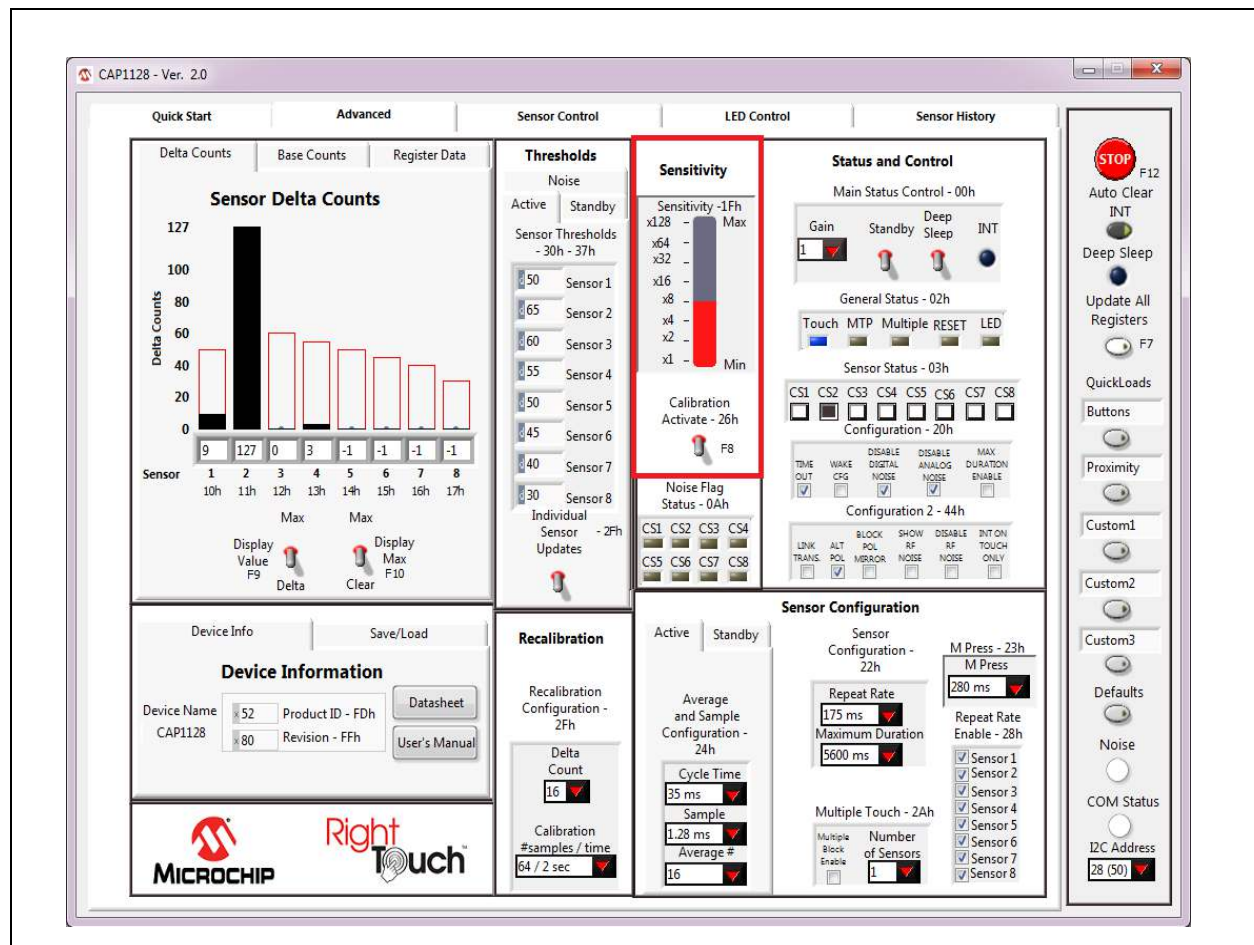 CAP1128 - Ver. 2.0
Quick Start
Advanced
Sensor Control
LED Control
Sensor History
Delta Counts
Base Counts
Register Data
Sensor Delta Counts
Delta Counts
127
100
80
60
40
20
0
9 127 0 3 -1 -1 -1 -1
Sensor 1 2 3 4 5 6 7 8
10h 11h 12h 13h 14h 15h 16h 17h
Max
Display
Value
F9
Delta
Max
Display
Max
F10
Clear
Thresholds
Noise
Active
Standby
Sensor Thresholds
- 30h - 37h
d 50 Sensor 1
d 65 Sensor 2
d 60 Sensor 3
d 55 Sensor 4
d 50 Sensor 5
d 45 Sensor 6
d 40 Sensor 7
d 30 Sensor 8
Individual
Sensor - 2Fh
Updates
Sensitivity
Sensitivity -1Fh
x128 - Max
x64 -
x32 -
x16 -
x8 -
x4 -
x2 -
x1 - Min
Calibration
Activate - 26h
F8
Noise Flag
Status - 0Ah
CS1 CS2 CS3 CS4
CS5 CS6 CS7 CS8
Status and Control
Main Status Control - 00h
Gain
1
Standby
Deep
Sleep
INT
General Status - 02h
Touch MTP Multiple RESET LED
Sensor Status - 03h
CS1 CS2 CS3 CS4 CS5 CS6 CS7 CS8
Configuration - 20h
TIME
OUT
WAKE
CFG
DISABLE
DIGITAL
NOISE
DISABLE
ANALOG
NOISE
MAX
DURATION
ENABLE
Configuration 2 - 44h
LINK
TRANS.
ALT
POL
BLOCK
POL
MIRROR
SHOW
RF
NOISE
DISABLE
RF
NOISE
INT ON
TOUCH
ONLY
Device Info
Save/Load
Device Information
Device Name
CAP1128
x 52 Product ID - FDh
x 80 Revision - FFh
Datasheet
User's Manual
MICROCHIP
Right
Touch
Recalibration
Recalibration
Configuration -
2Fh
Delta
Count
16
Calibration
#samples / time
64 / 2 sec
Sensor Configuration
Active
Standby
Average
and Sample
Configuration -
24h
Cycle Time
35 ms
Sample
1.28 ms
Average #
16
Sensor
Configuration -
22h
Repeat Rate
175 ms
Maximum Duration
5600 ms
Multiple Touch - 2Ah
Multiple
Block
Enable
Number
of Sensors
1
M Press - 23h
M Press
280 ms
Repeat Rate
Enable - 28h
Sensor 1
Sensor 2
Sensor 3
Sensor 4
Sensor 5
Sensor 6
Sensor 7
Sensor 8
STOP
F12
Auto Clear
INT
Deep Sleep
Update All
Registers
F7
QuickLoads
Buttons
Proximity
Custom1
Custom2
Custom3
Defaults
Noise
COM Status
I2C Address
28 (50)